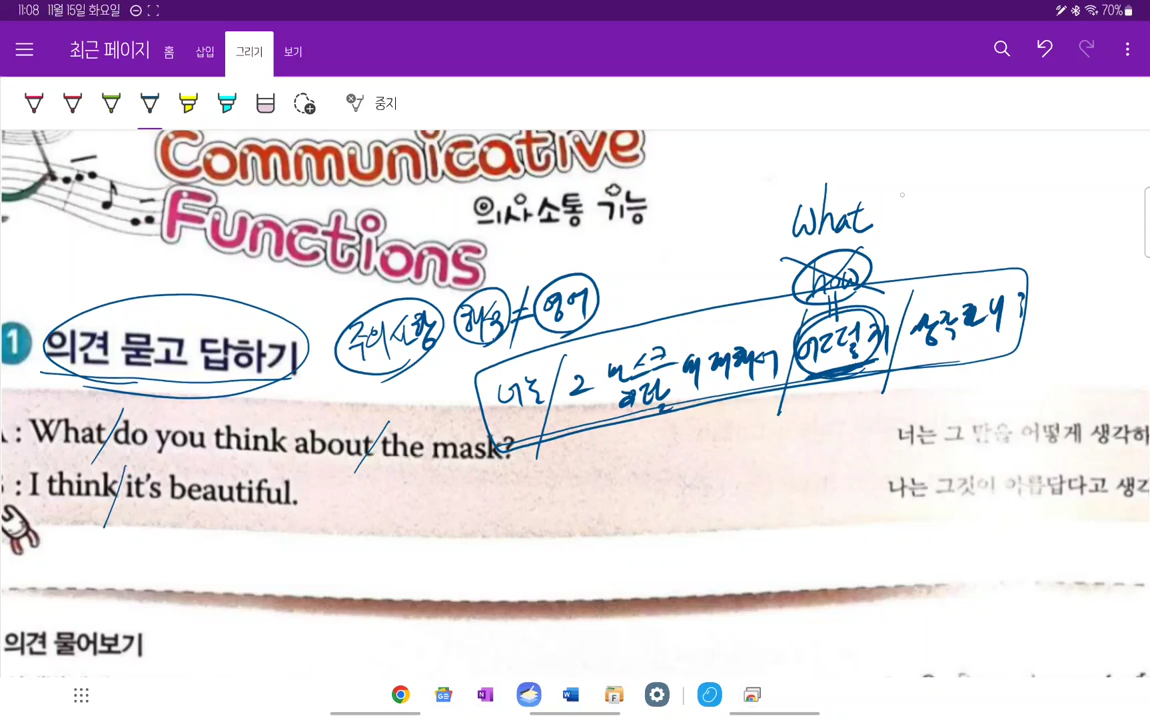 11:08 11월 15일 화요일 70%
최근 페이지 홈 삽입 그리기 보기
중지
Communicative
Functions
의사소통 기능
What
how
1 의견 묻고 답하기
주의사항 해석 ≠ 영어
너는 / 그 마스크에 대해서 / 어떻게 / 생각하니?
: What do you think about the mask?
너는 그 탈을 어떻게 생각하
: I think it's beautiful.
나는 그것이 아름답다고 생각
의견 물어보기